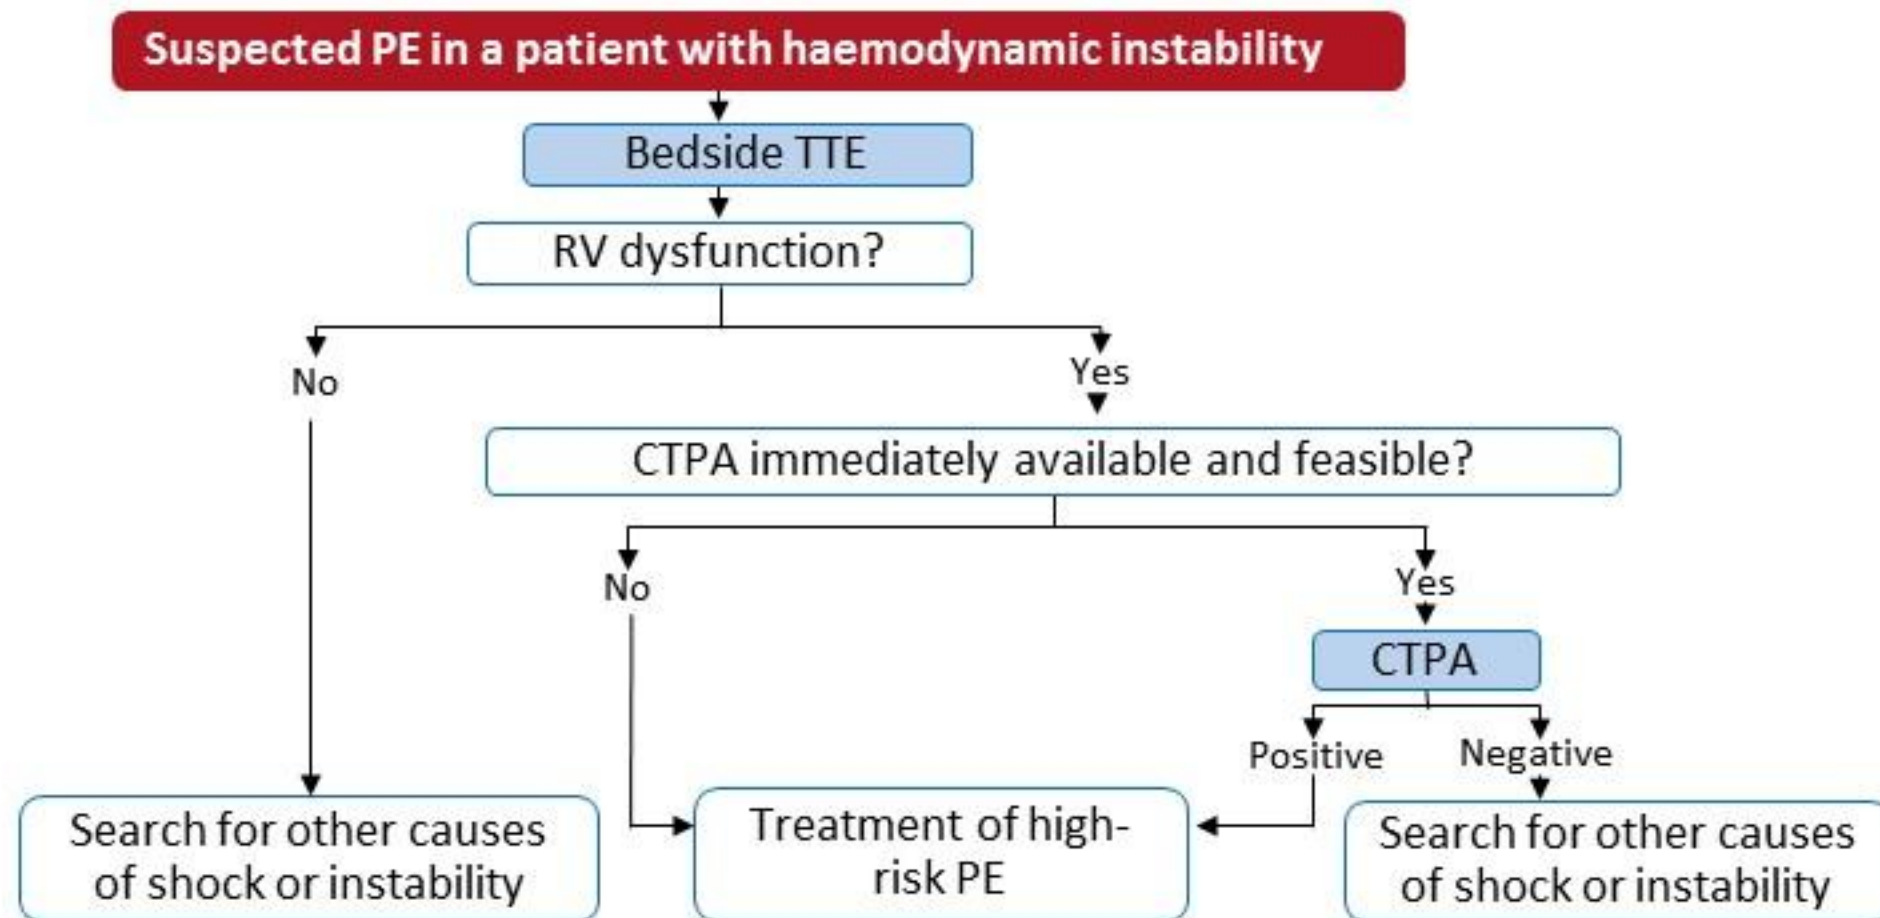 Suspected PE in a patient with haemodynamic instability
Bedside TTE
RV dysfunction?
No
Yes
CTPA immediately available and feasible?
No
Yes
CTPA
Positive
Negative
Search for other causes
of shock or instability
Treatment of high-
risk PE
Search for other causes
of shock or instability